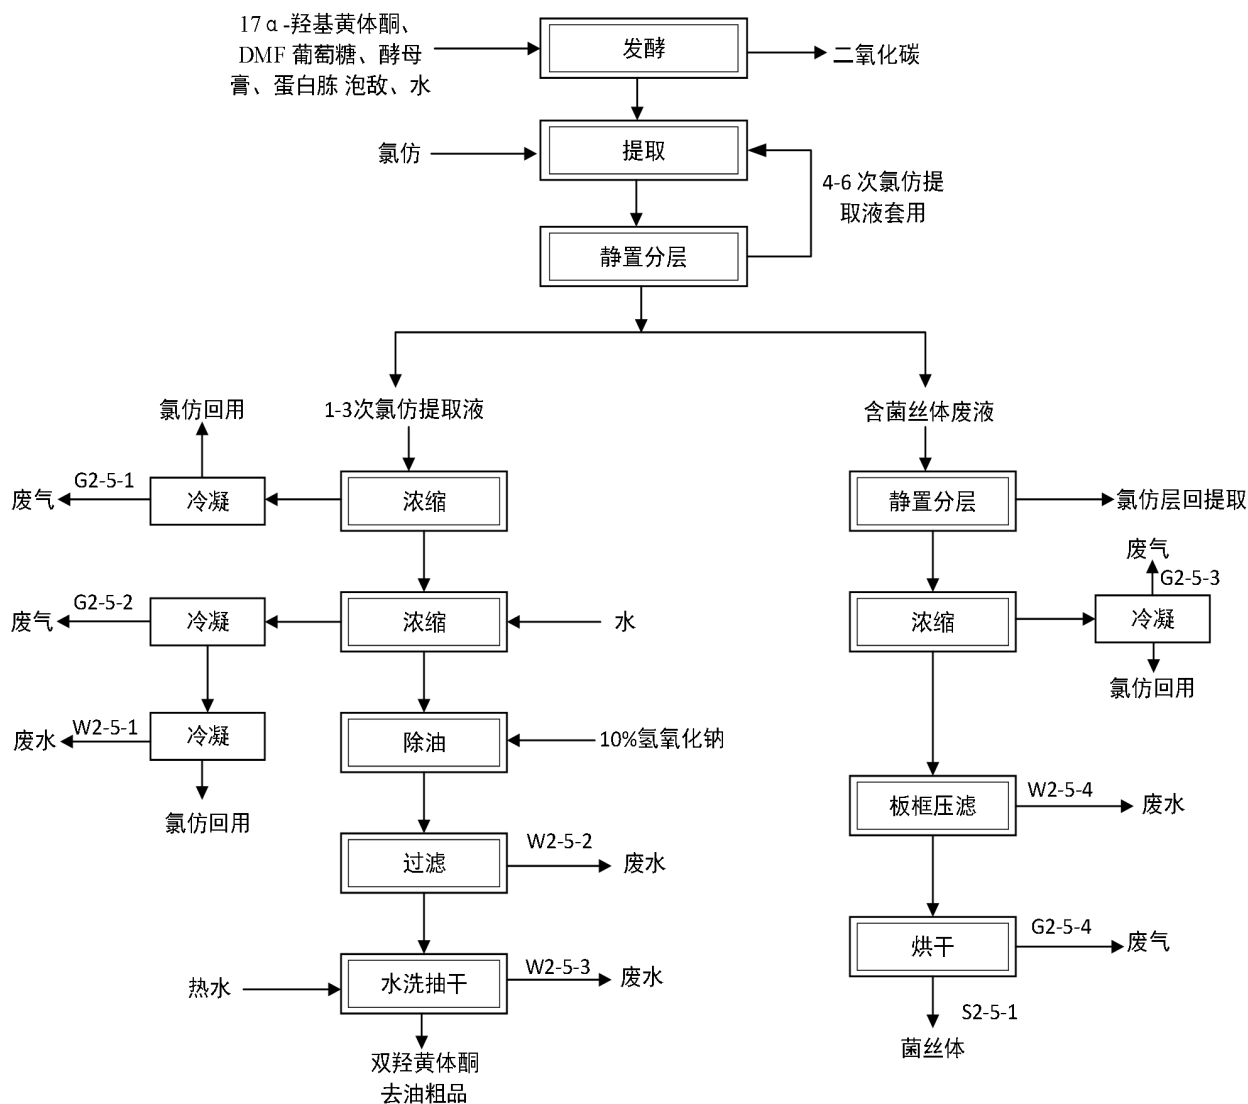 17α-羟基黄体酮、
DMF 葡萄糖、酵母
膏、蛋白胨 泡敌、水
发酵
二氧化碳
氯仿
提取
4-6 次氯仿提
取液套用
静置分层
1-3次氯仿提取液
含菌丝体废液
氯仿回用
废气
G2-5-1
冷凝
浓缩
静置分层
氯仿层回提取
废气
G2-5-3
废气
G2-5-2
冷凝
浓缩
水
浓缩
冷凝
氯仿回用
废水
W2-5-1
冷凝
除油
10%氢氧化钠
氯仿回用
板框压滤
W2-5-4
废水
过滤
W2-5-2
废水
烘干
G2-5-4
废气
热水
水洗抽干
W2-5-3
废水
S2-5-1
菌丝体
双羟黄体酮
去油粗品